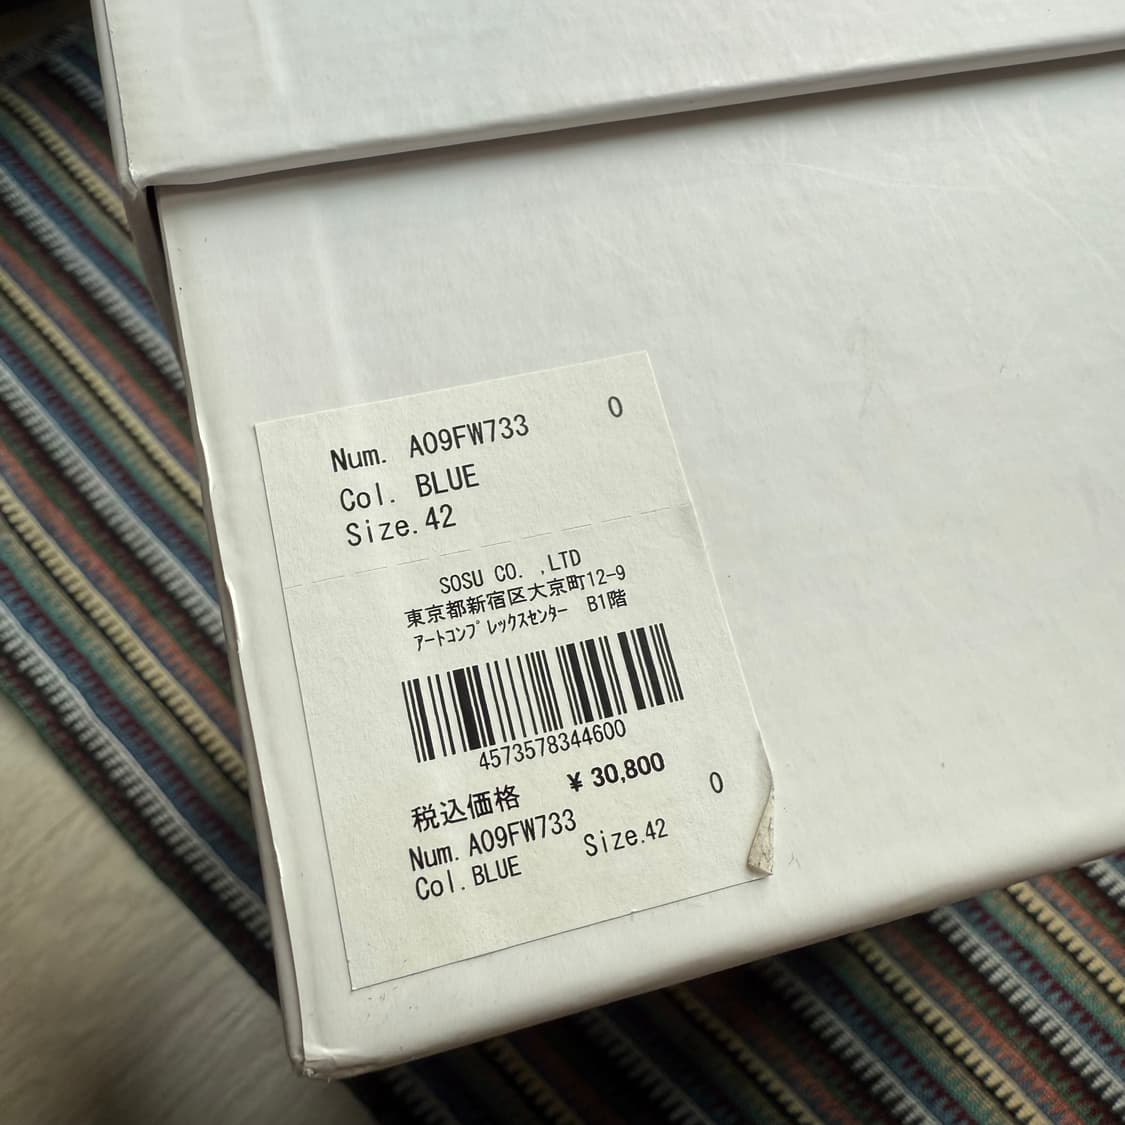 Num. A09FW733 0
Col. BLUE
Size.42
SOSU CO. ,LTD
東京都新宿区大京町12-9
ｱｰﾄｺﾝﾌﾟﾚｯｸｽｾﾝﾀｰ B1階
4573578344600
税込価格 ¥ 30,800
Num. A09FW733 0
Col. BLUE Size.42